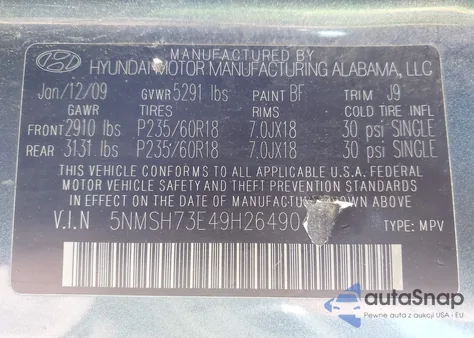 MANUFACTURED BY
HYUNDAI MOTOR MANUFACTURING ALABAMA, LLC
Jan/12/09 GVWR 5291 lbs PAINT BF TRIM J9
GAWR TIRES RIMS COLD TIRE INFL
FRONT 2910 lbs P235/60R18 7.0JX18 30 psi SINGLE
REAR 3131 lbs P235/60R18 7.0JX18 30 psi SINGLE
THIS VEHICLE CONFORMS TO ALL APPLICABLE U.S.A. FEDERAL
MOTOR VEHICLE SAFETY AND THEFT PREVENTION STANDARDS
IN EFFECT ON THE DATE OF MANUFACTURE SHOWN ABOVE
V.I.N 5NMSH73E49H26490 TYPE: MPV
autoSnap
Pewne auta z aukcji USA i EU